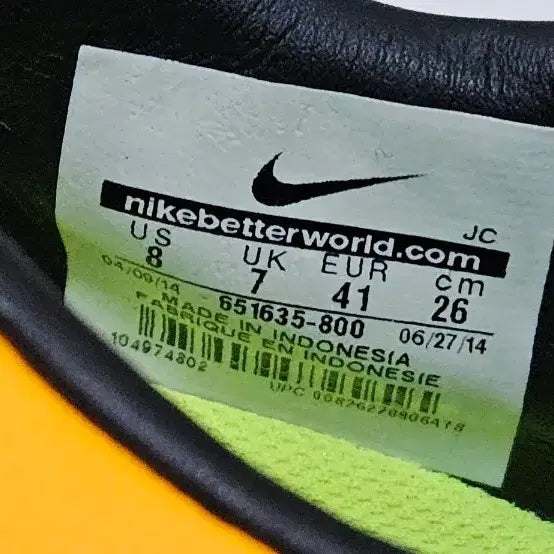 JC
nikebetterworld.com
US UK EUR cm
8 7 41 26
04/09/14 651635-800 06/27/14
MADE IN INDONESIA
FABRIQUE EN INDONESIE
104974802
UPC